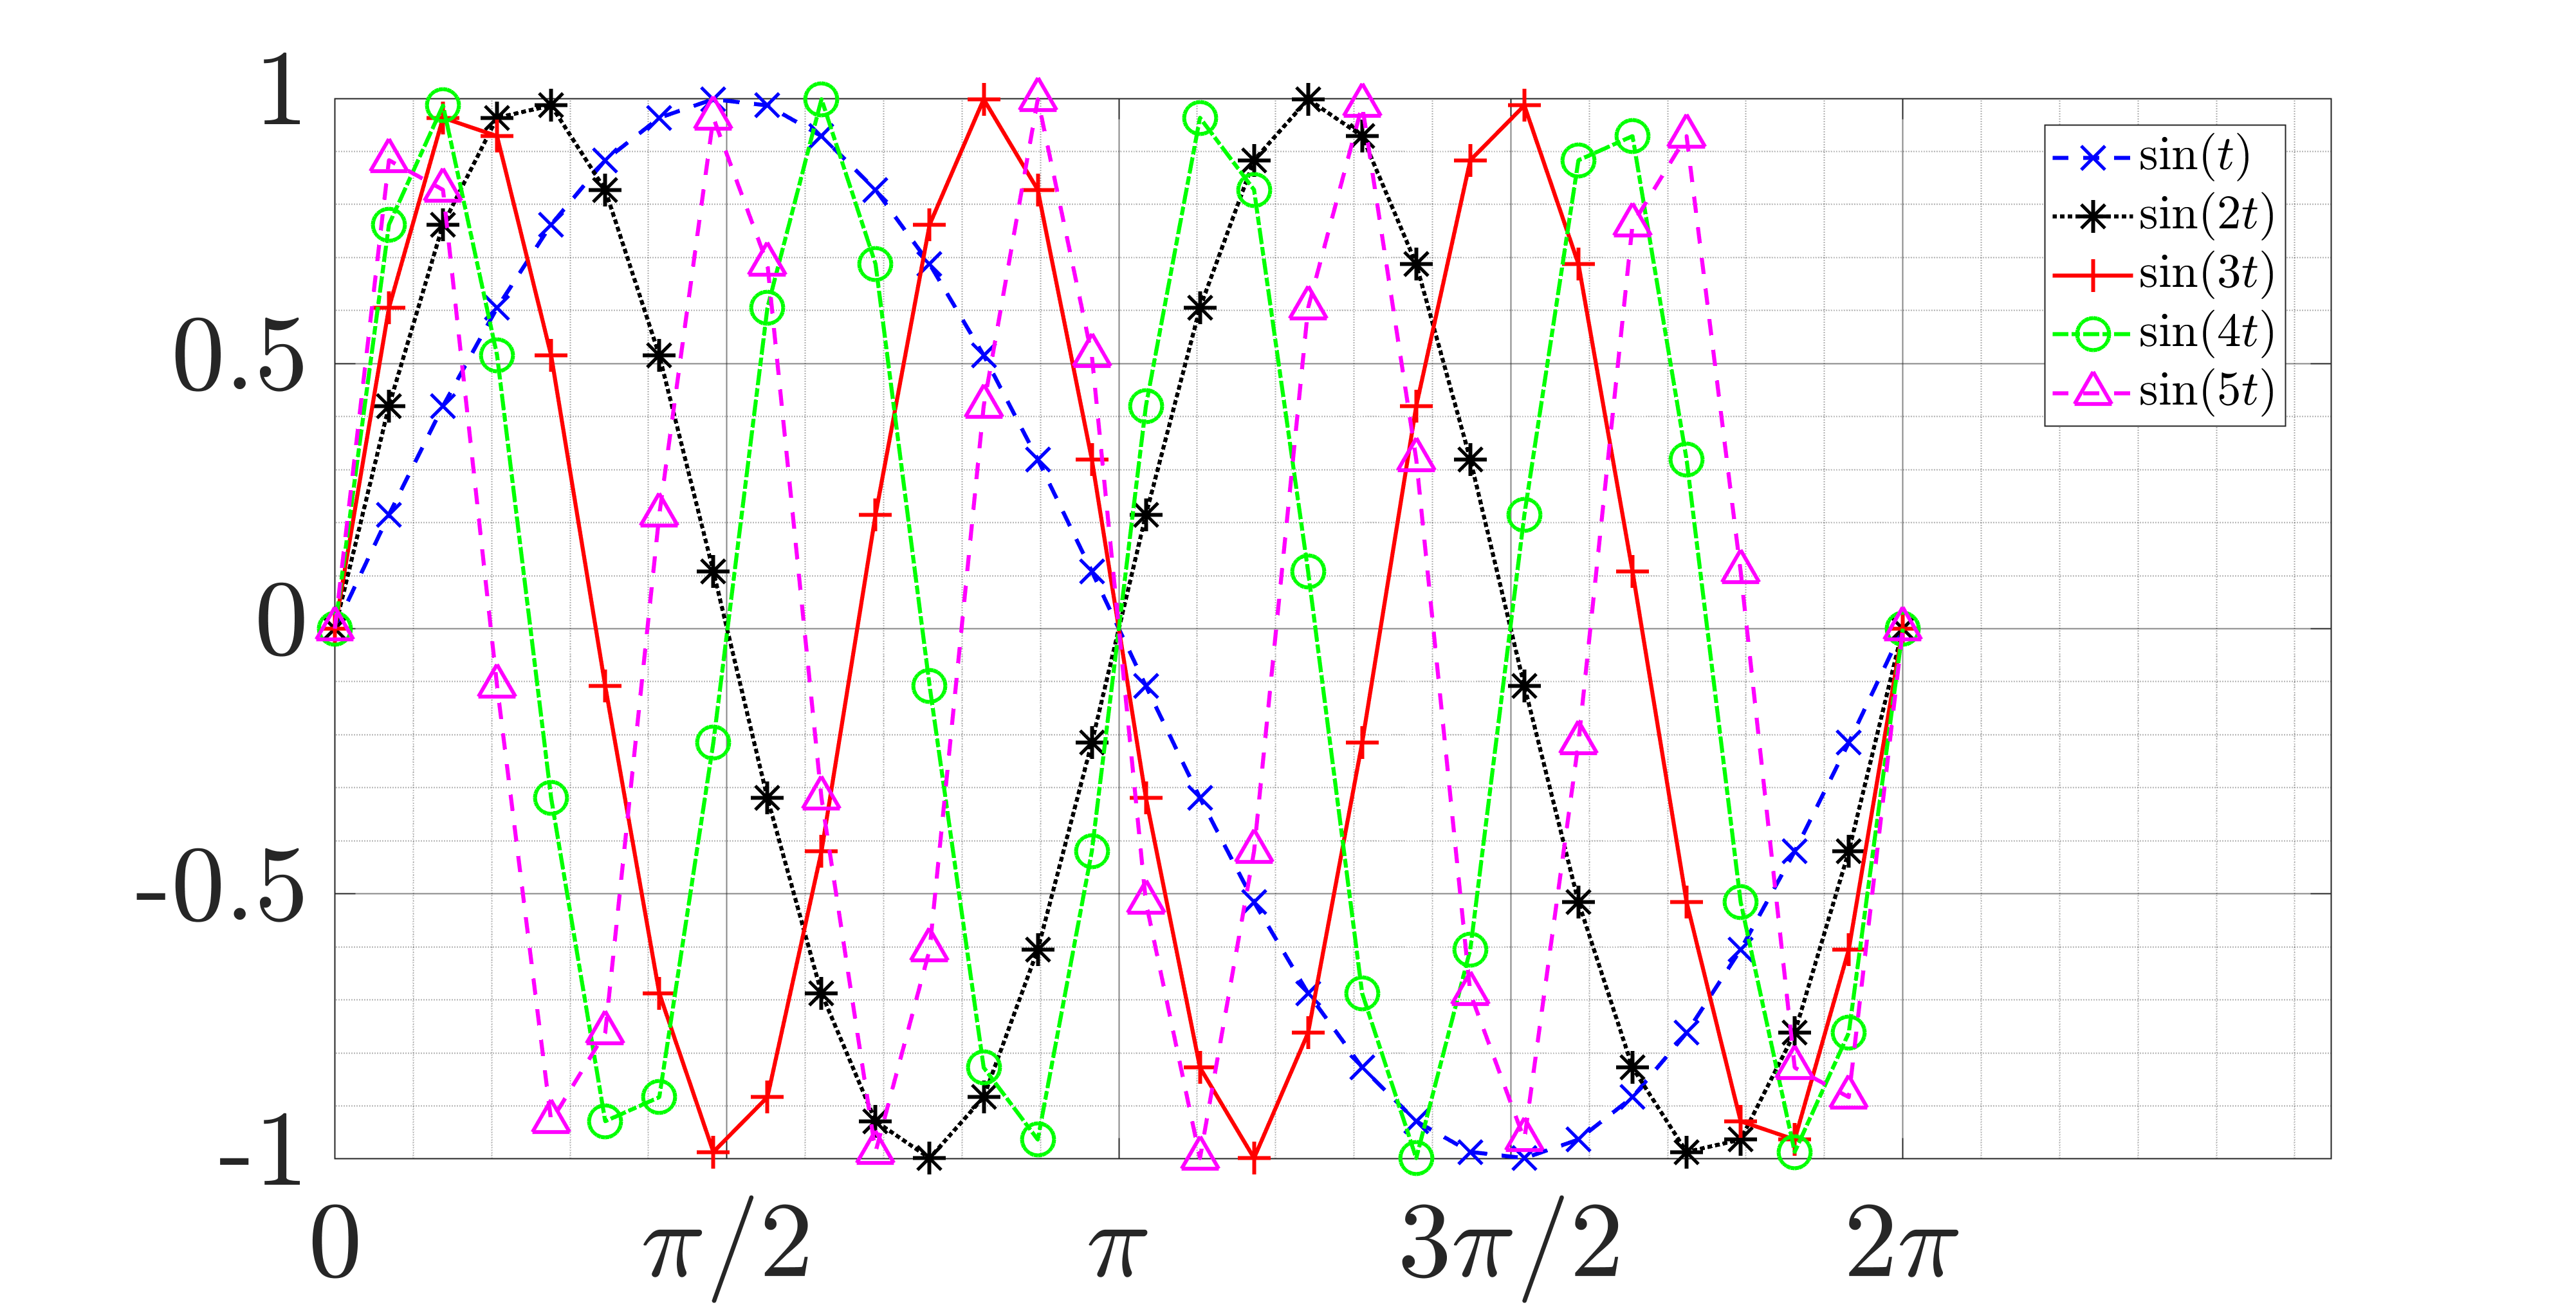 1
0.5
0
-0.5
-1
0 π/2 π 3π/2 2π
sin(t)
sin(2t)
sin(3t)
sin(4t)
sin(5t)